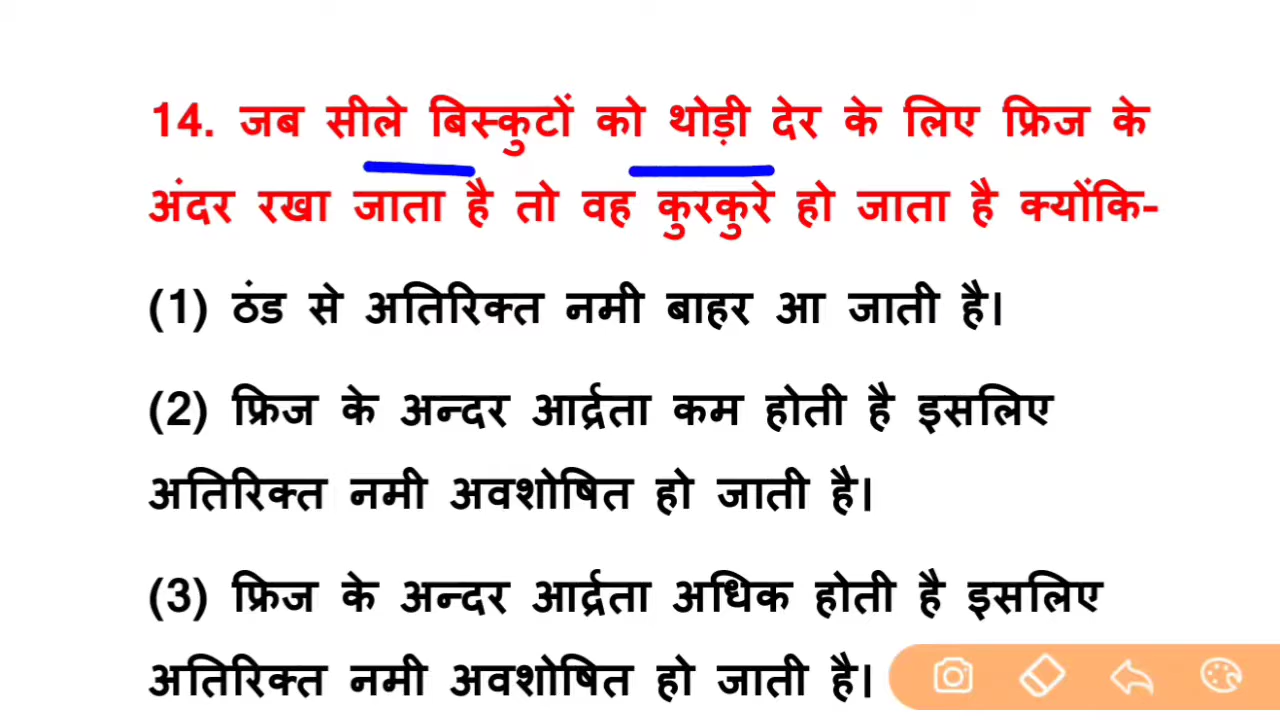 14. जब सीले बिस्कुटों को थोड़ी देर के लिए फ्रिज के
अंदर रखा जाता है तो वह कुरकुरे हो जाता है क्योंकि-
(1) ठंड से अतिरिक्त नमी बाहर आ जाती है।
(2) फ्रिज के अन्दर आर्द्रता कम होती है इसलिए
अतिरिक्त नमी अवशोषित हो जाती है।
(3) फ्रिज के अन्दर आर्द्रता अधिक होती है इसलिए
अतिरिक्त नमी अवशोषित हो जाती है।